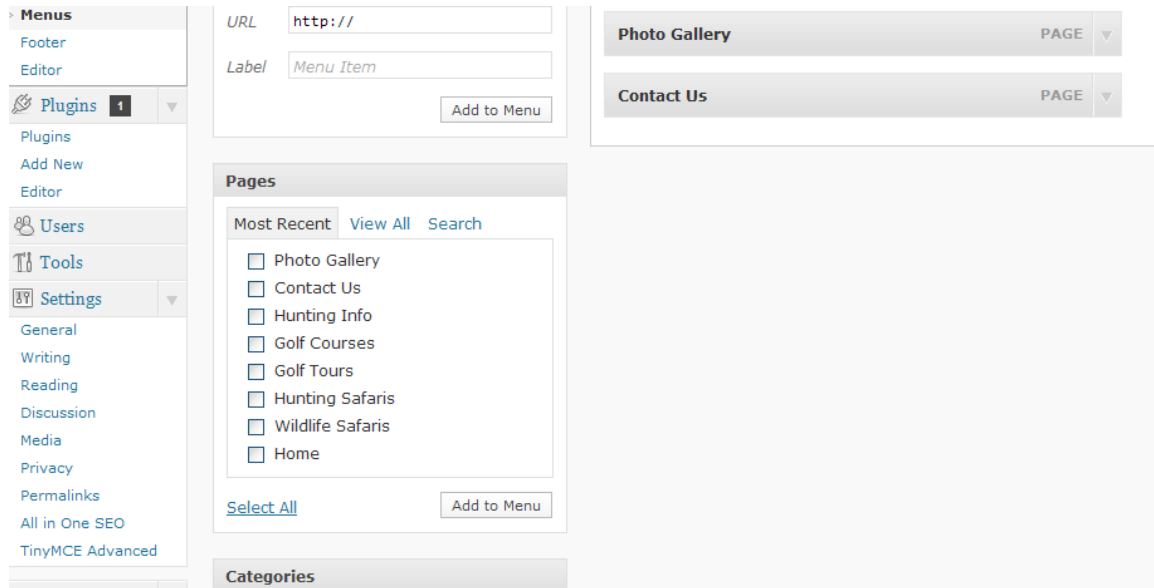 Menus
Footer
Editor
Plugins 1
Plugins
Add New
Editor
Users
Tools
Settings
General
Writing
Reading
Discussion
Media
Privacy
Permalinks
All in One SEO
TinyMCE Advanced
URL http://
Label Menu Item
Add to Menu
Pages
Most Recent View All Search
Photo Gallery
Contact Us
Hunting Info
Golf Courses
Golf Tours
Hunting Safaris
Wildlife Safaris
Home
Select All Add to Menu
Categories
Photo Gallery PAGE
Contact Us PAGE